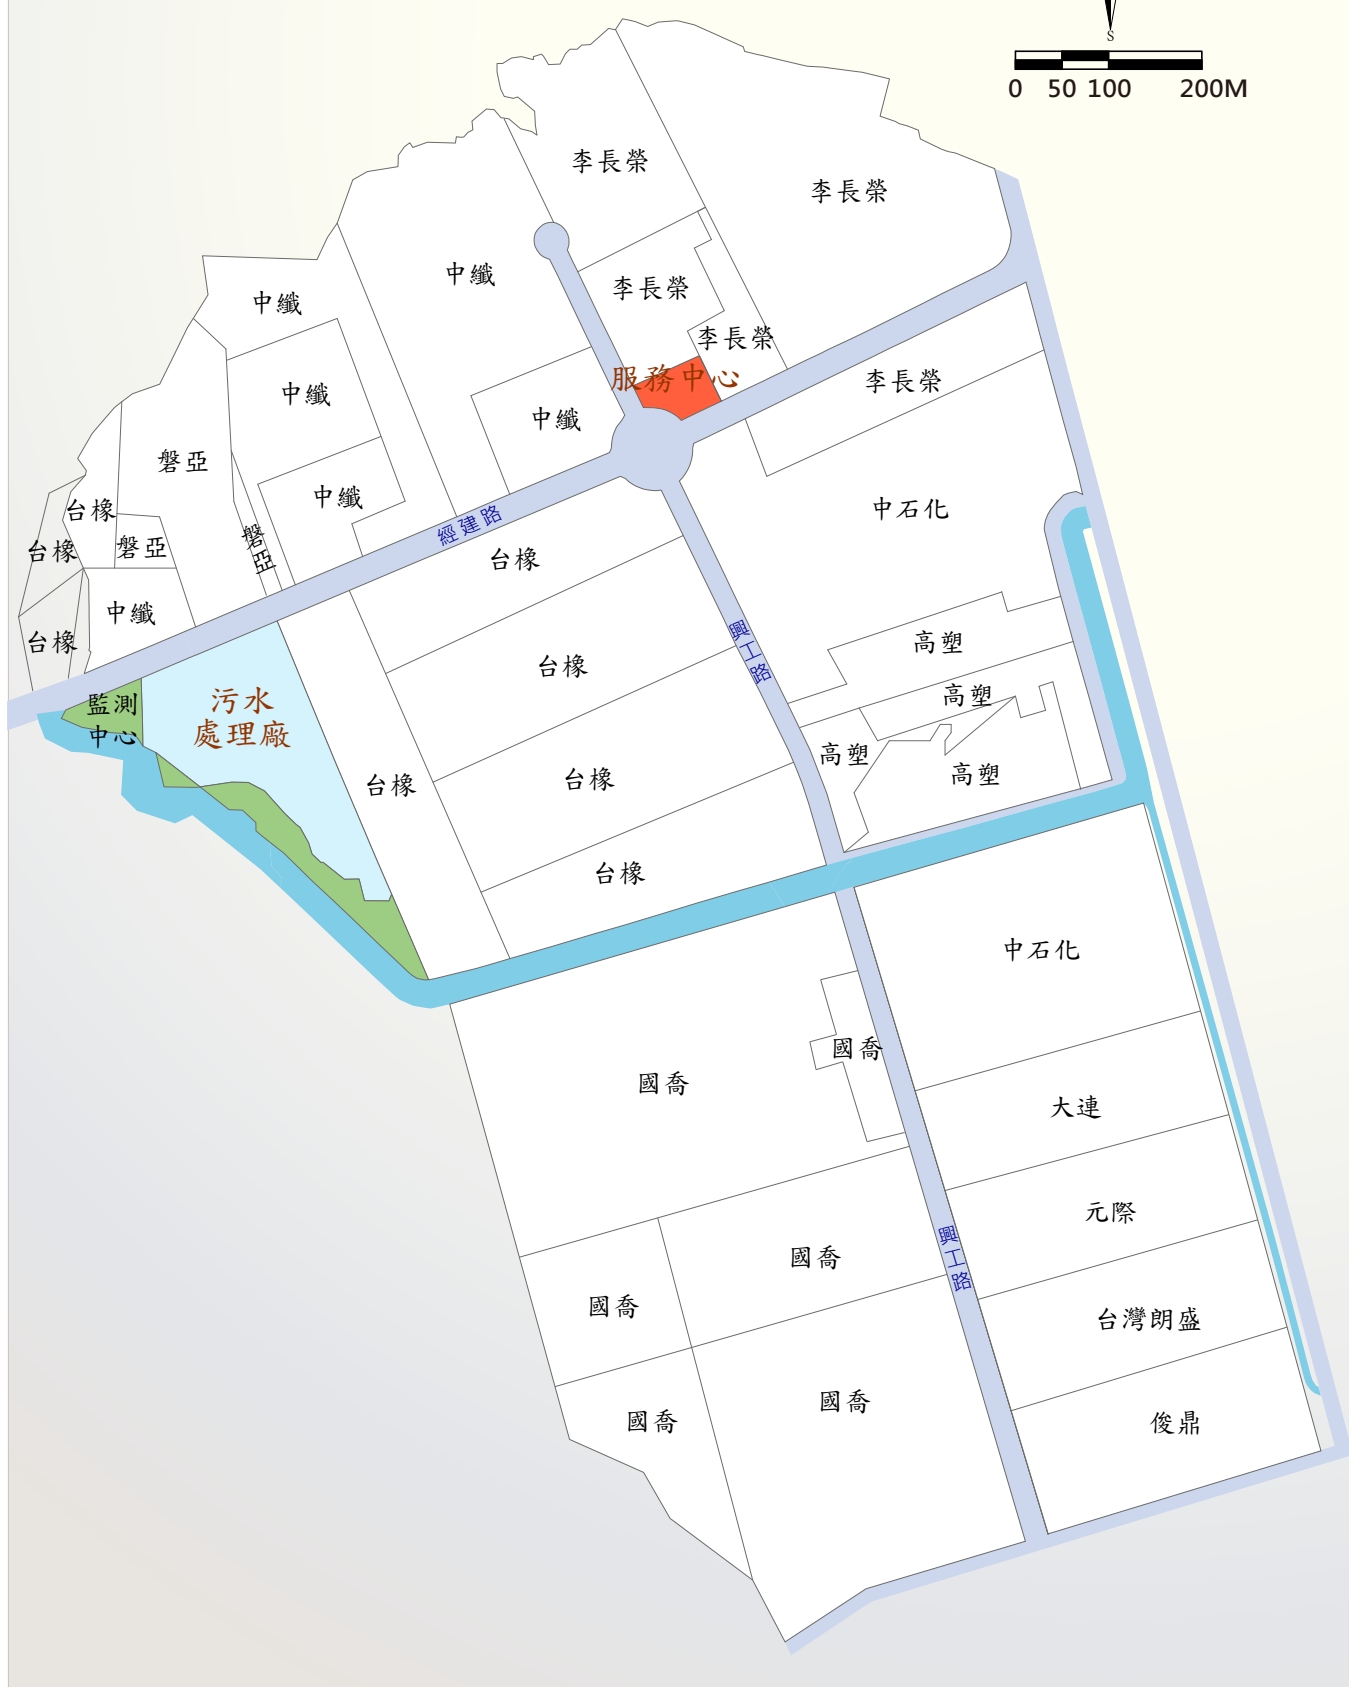 S
0 50 100 200M
李長榮
李長榮
中纖
李長榮
中纖
李長榮
服務中心
李長榮
中纖
中纖
磐亞
中纖
台橡
中石化
經建路
磐亞
磐亞
台橡
台橡
中纖
台橡
興工路
高塑
台橡
監測
中心
污水
處理廠
高塑
高塑
高塑
台橡
台橡
台橡
中石化
國喬
國喬
大連
元際
興工路
國喬
國喬
台灣朗盛
國喬
國喬
俊鼎